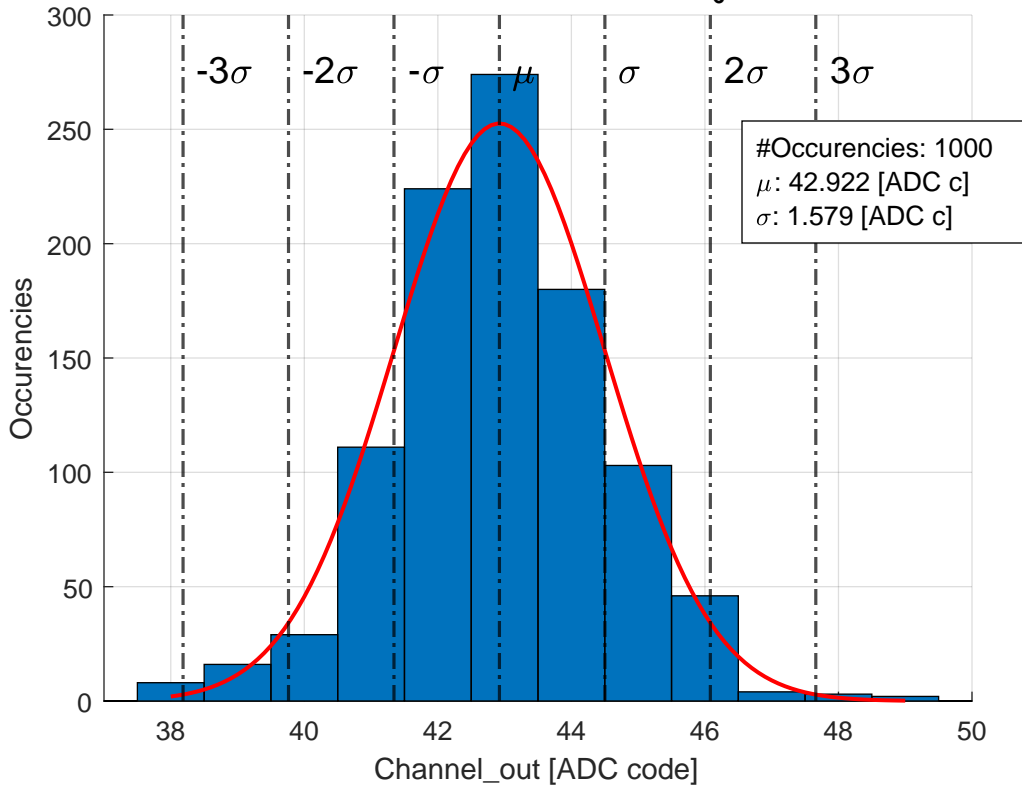 300
250
200
150
100
50
0
Occurencies
-3σ
-2σ
-σ
μ
σ
2σ
3σ
#Occurencies: 1000
μ: 42.922 [ADC c]
σ: 1.579 [ADC c]
38
40
42
44
46
48
50
Channel_out [ADC code]